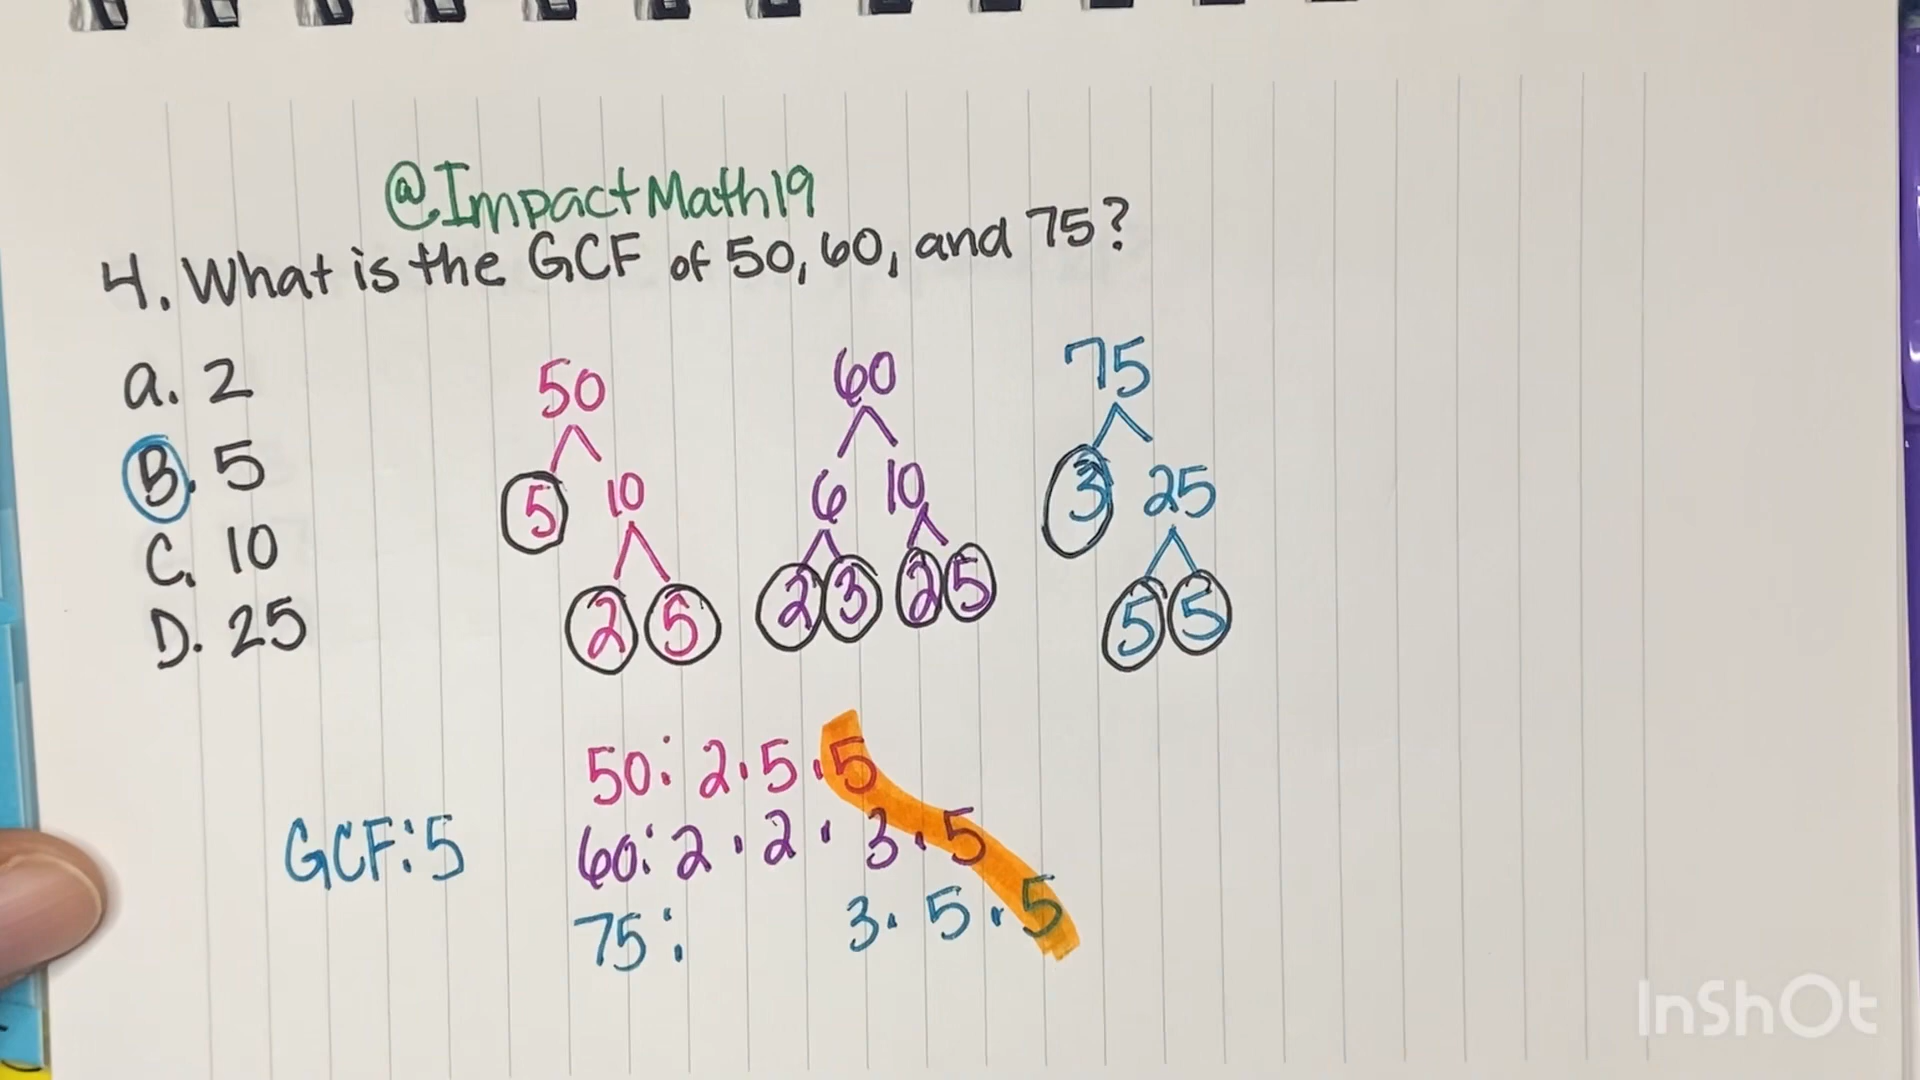 @ImpactMath19
4. What is the GCF of 50, 60, and 75?
a. 2
B. 5
C. 10
D. 25
50
5 10
2 5
60
6 10
2 3 2 5
75
3 25
5 5
50: 2 · 5 · 5
60: 2 · 2 · 3 · 5
75: 3 · 5 · 5
GCF: 5
InShOt